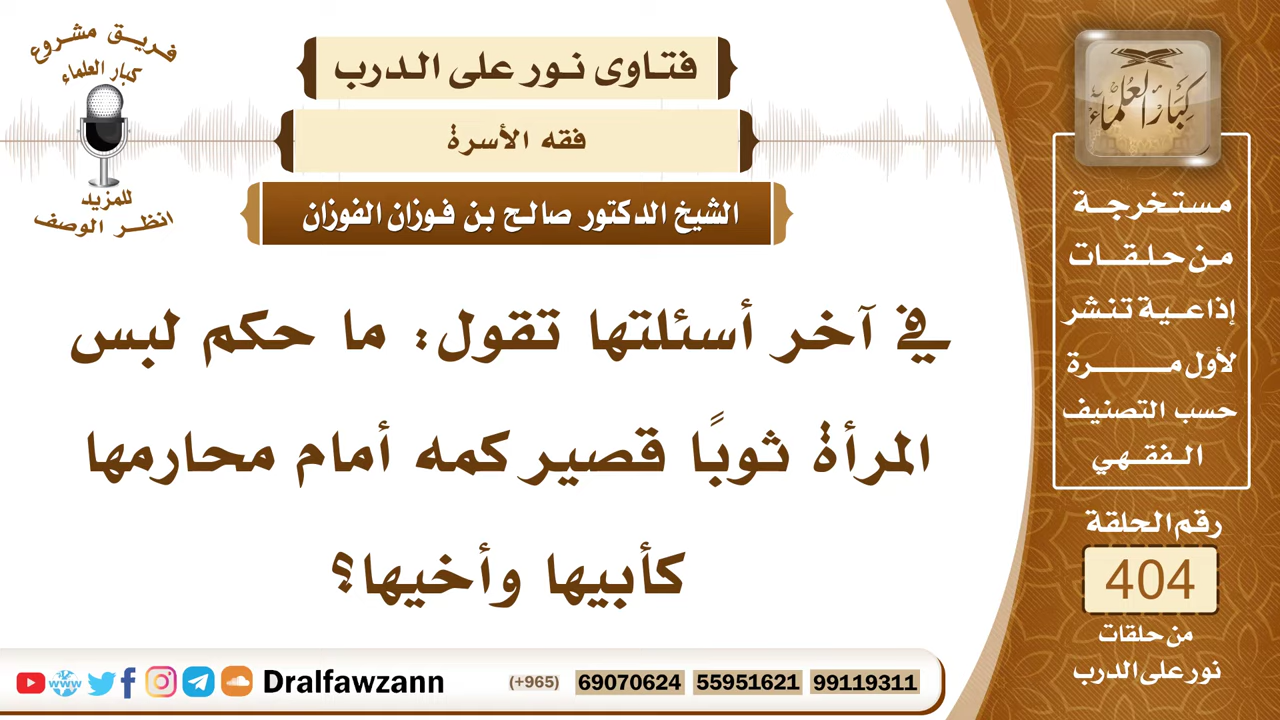 فتاوى نور على الدرب
فقه الأسرة
الشيخ الدكتور صالح بن فوزان الفوزان
فريق مشروع
كبار العلماء
للمزيد
انظر الوصف
في آخر أسئلتها تقول: ما حكم لبس
المرأة ثوبًا قصير كمه أمام محارمها
كأبيها وأخيها؟
كبار العلماء
مستخرجة
من حلقات
إذاعية تنشر
لأول مرة
حسب التصنيف
الفقهي
رقم الحلقة
404
من حلقات
نور على الدرب
www Dralfawzann (+965) 69070624 55951621 99119311